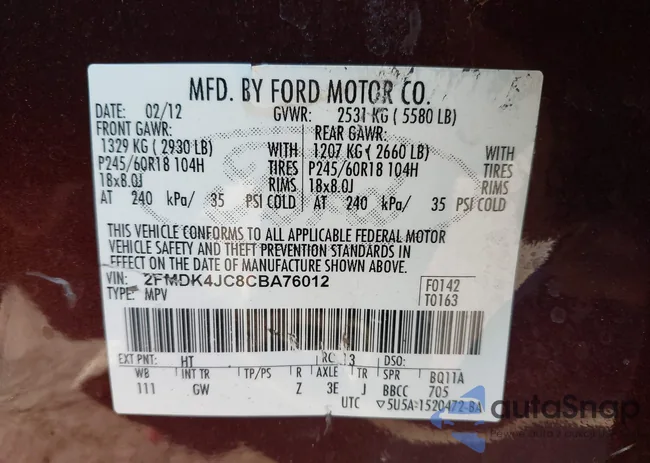 MFD. BY FORD MOTOR CO.
DATE: 02/12 GVWR: 2531 KG ( 5580 LB)
FRONT GAWR: REAR GAWR:
1329 KG ( 2930 LB) WITH 1207 KG ( 2660 LB) WITH
P245/60R18 104H TIRES P245/60R18 104H TIRES
18x8.0J RIMS 18x8.0J RIMS
AT 240 kPa/ 35 PSI COLD AT 240 kPa/ 35 PSI COLD
THIS VEHICLE CONFORMS TO ALL APPLICABLE FEDERAL MOTOR
VEHICLE SAFETY AND THEFT PREVENTION STANDARDS IN
EFFECT ON THE DATE OF MANUFACTURE SHOWN ABOVE.
VIN: 2FMDK4JC8CBA76012 F0142
TYPE: MPV T0163
EXT PNT: HT RC: 13 DSO:
WB INT TR TP/PS R AXLE TR SPR BQ11A
111 GW Z 3E J BBCC 705
UTC ▽5U5A-1520472-BA
autoSnap